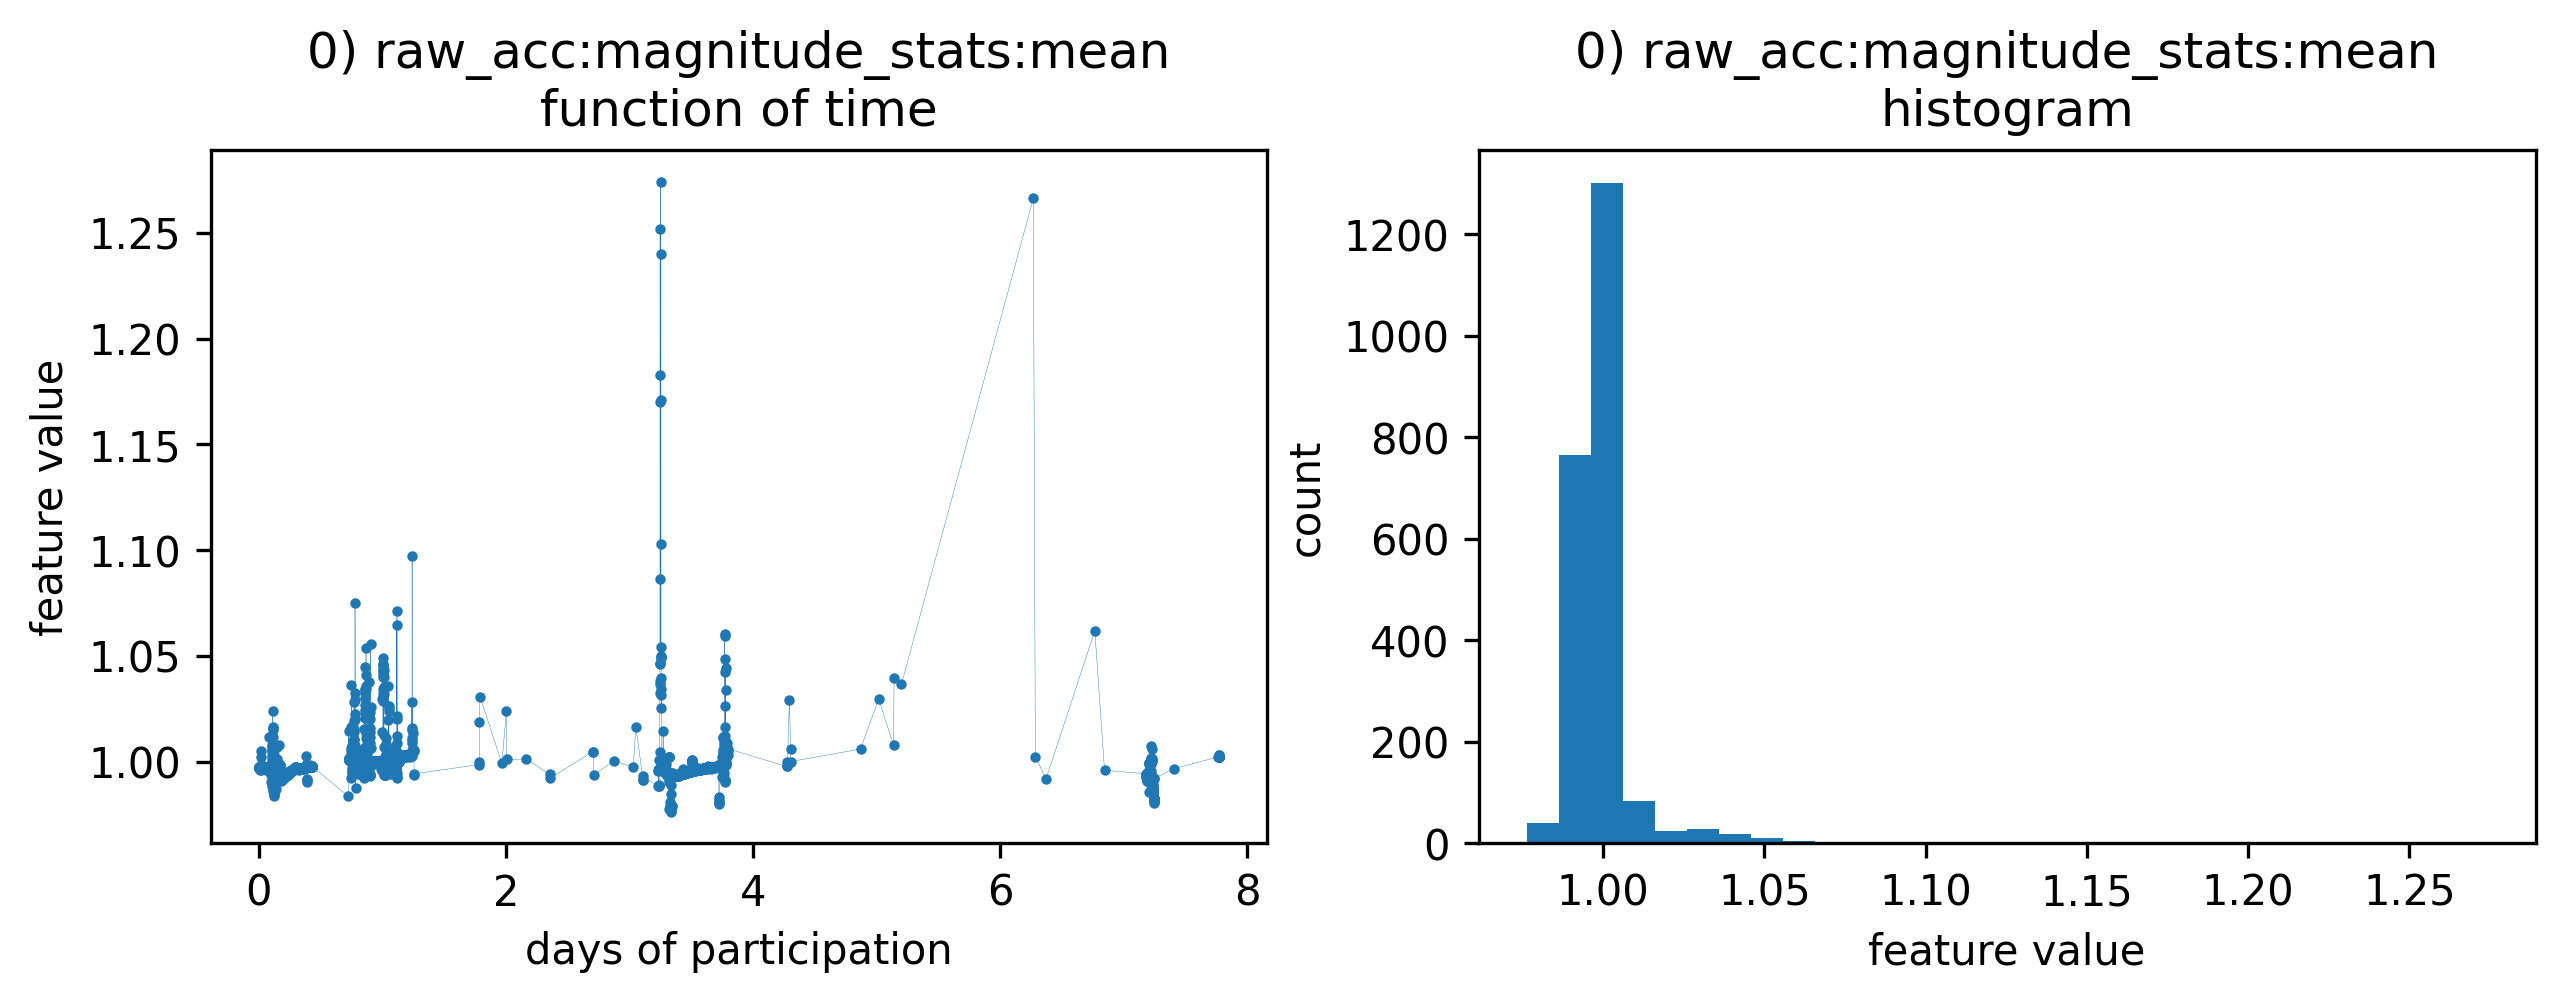 0) raw_acc:magnitude_stats:mean
function of time
feature value
1.25
1.20
1.15
1.10
1.05
1.00
0 2 4 6 8
days of participation
0) raw_acc:magnitude_stats:mean
histogram
count
1200
1000
800
600
400
200
0
1.00 1.05 1.10 1.15 1.20 1.25
feature value